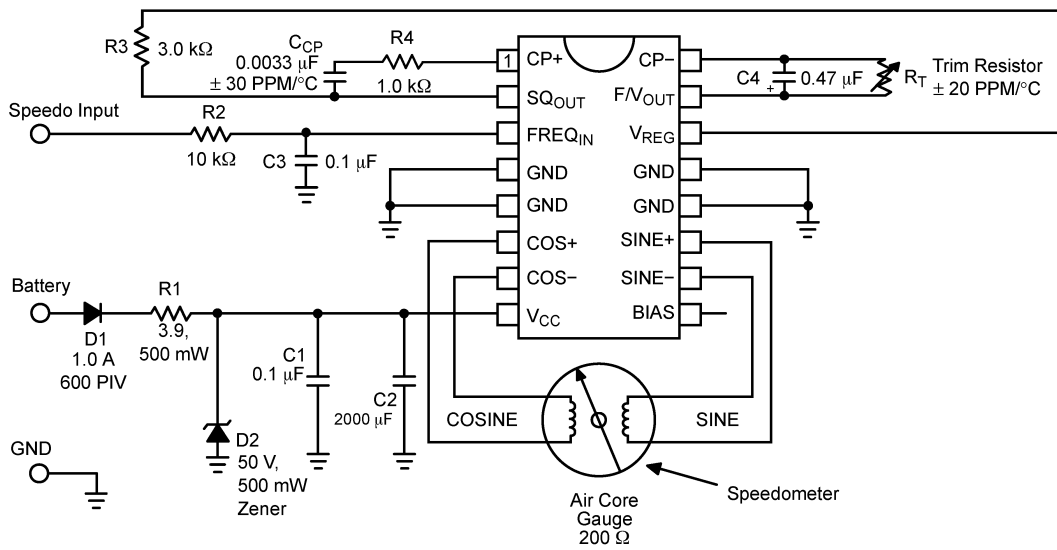 R3
3.0 kΩ
C_CP
0.0033 μF
± 30 PPM/°C
R4
1.0 kΩ
Speedo Input
R2
10 kΩ
C3
0.1 μF
1
CP+
SQ_OUT
FREQ_IN
GND
GND
COS+
COS−
V_CC
CP−
F/V_OUT
V_REG
GND
GND
SINE+
SINE−
BIAS
C4
+
0.47 μF
R_T
Trim Resistor
± 20 PPM/°C
Battery
D1
1.0 A
600 PIV
R1
3.9,
500 mW
D2
50 V,
500 mW
Zener
C1
0.1 μF
C2
2000 μF
GND
COSINE
SINE
Speedometer
Air Core
Gauge
200 Ω